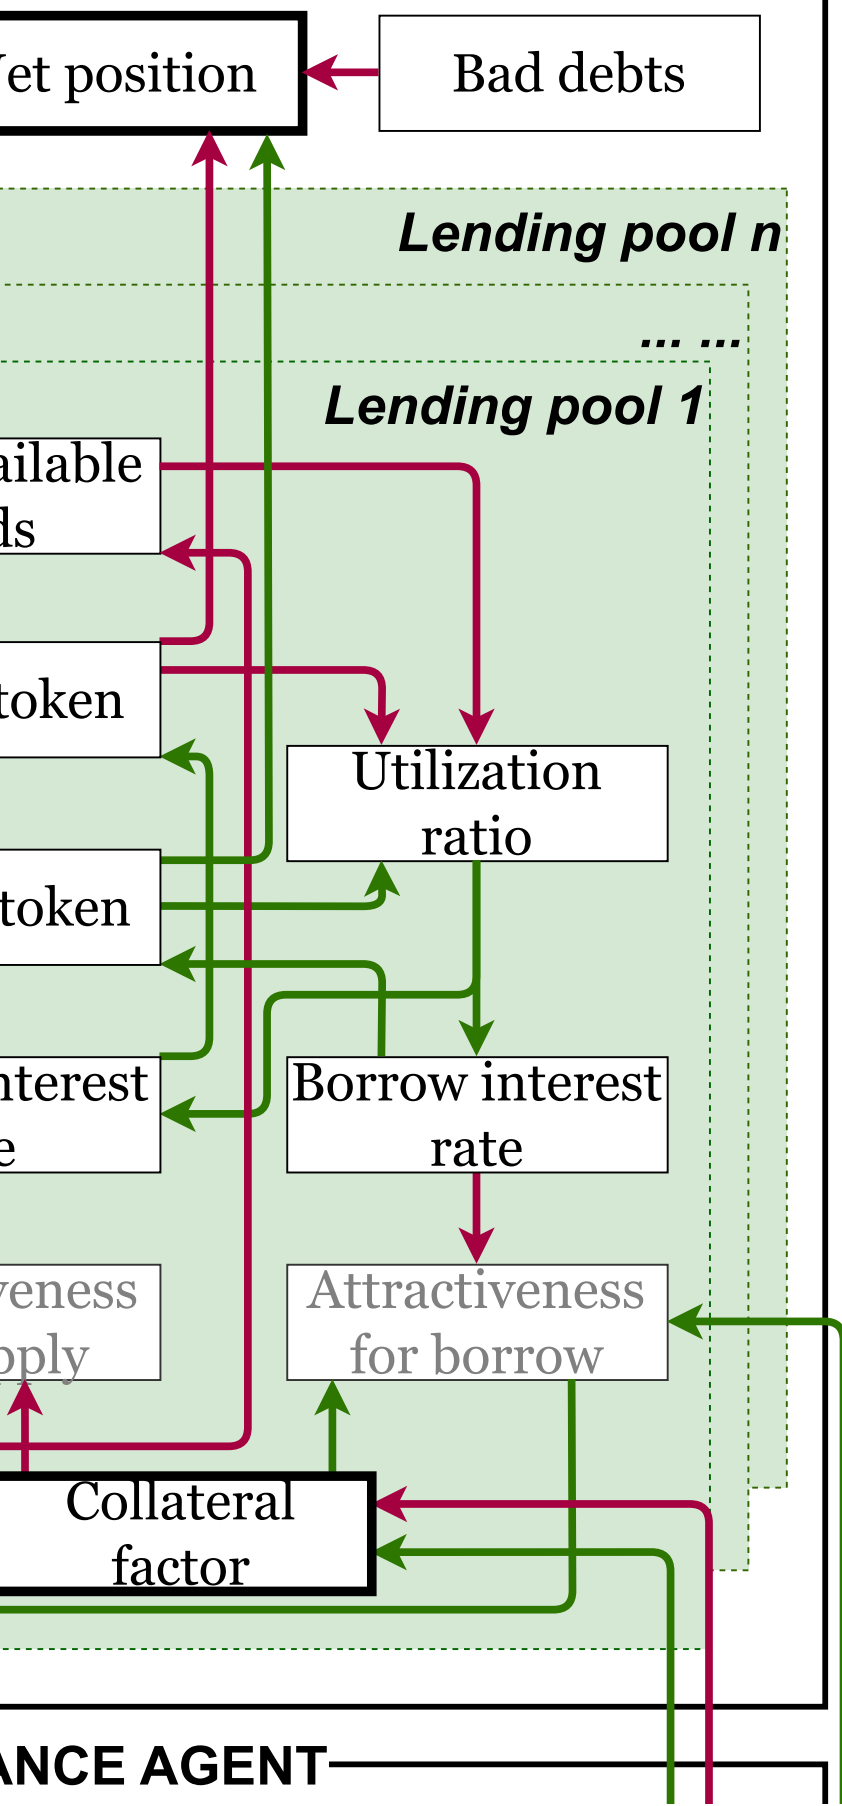 et position
Bad debts
Lending pool n
... ...
Lending pool 1
ailable
ds
token
Utilization
ratio
token
nterest
e
Borrow interest
rate
veness
pply
Attractiveness
for borrow
Collateral
factor
ANCE AGENT